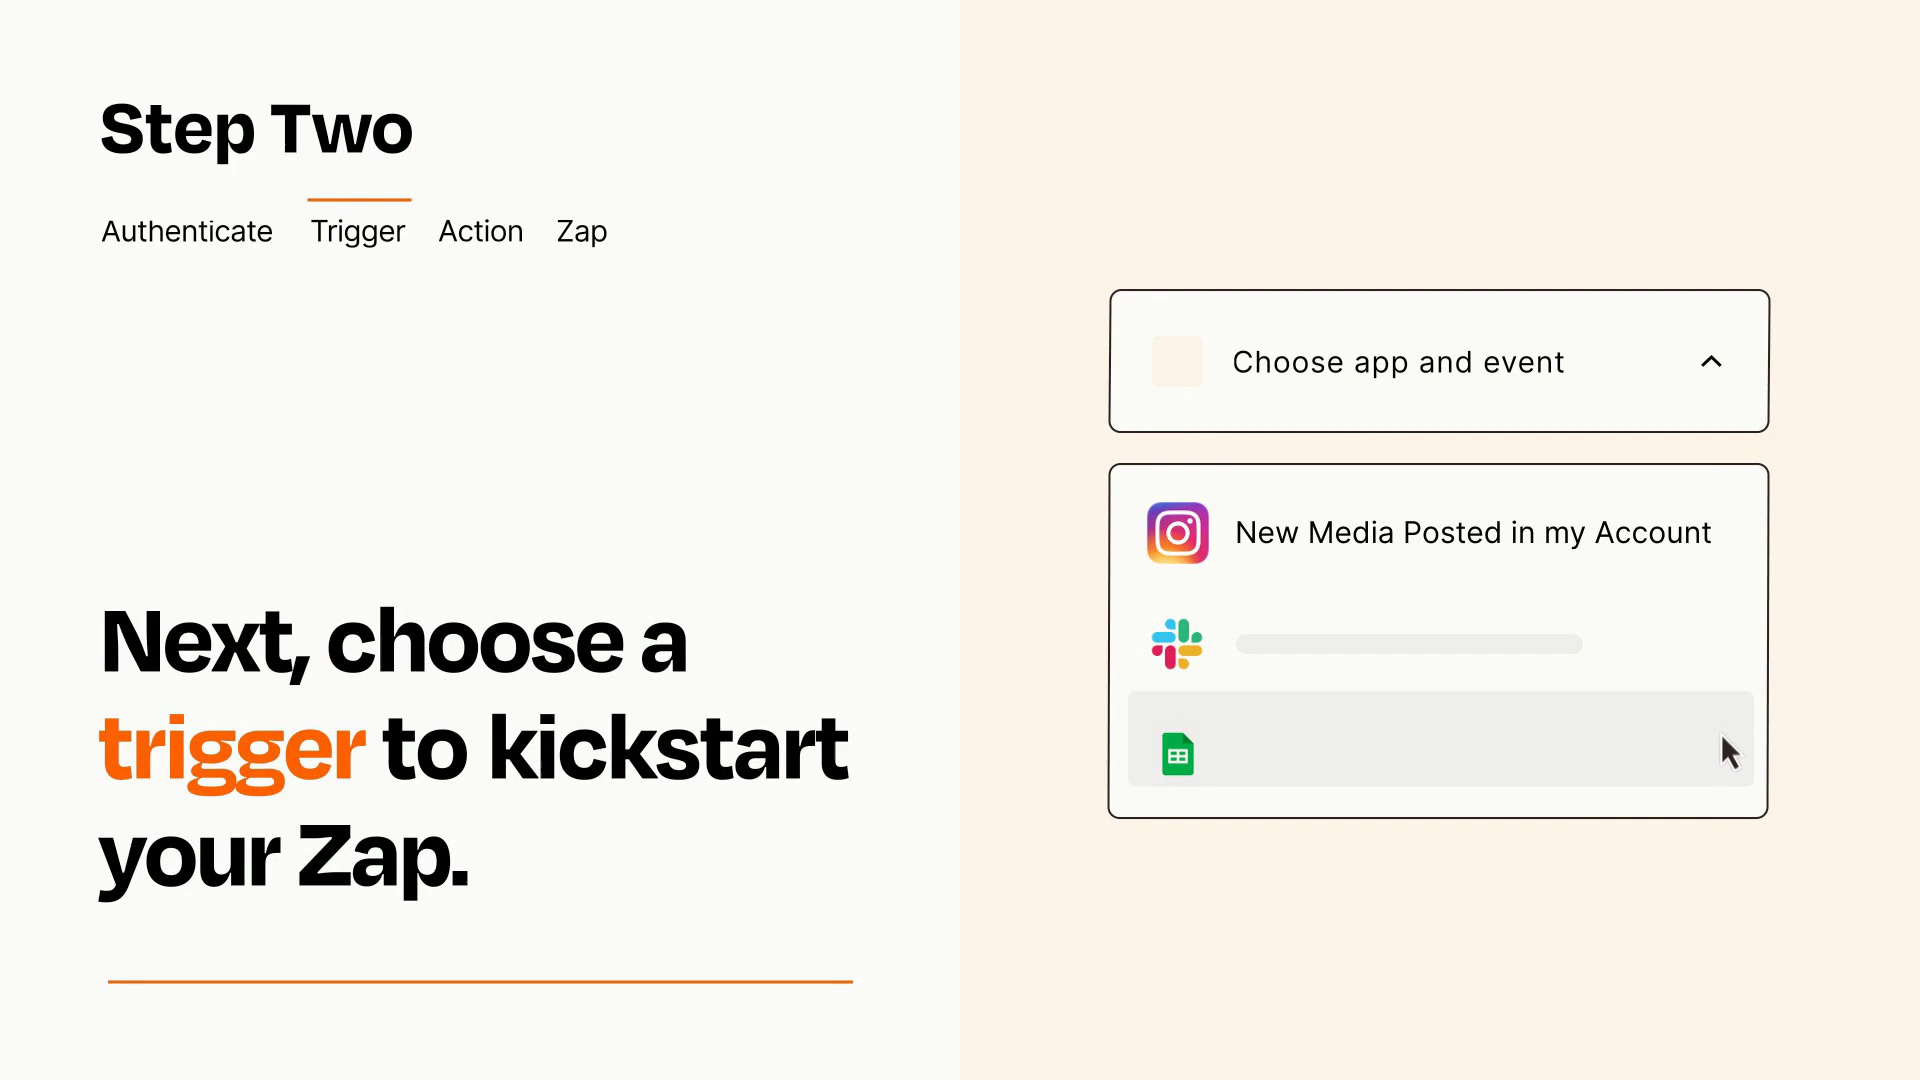 Step Two
Authenticate Trigger Action Zap
Next, choose a
trigger to kickstart
your Zap.
Choose app and event
New Media Posted in my Account